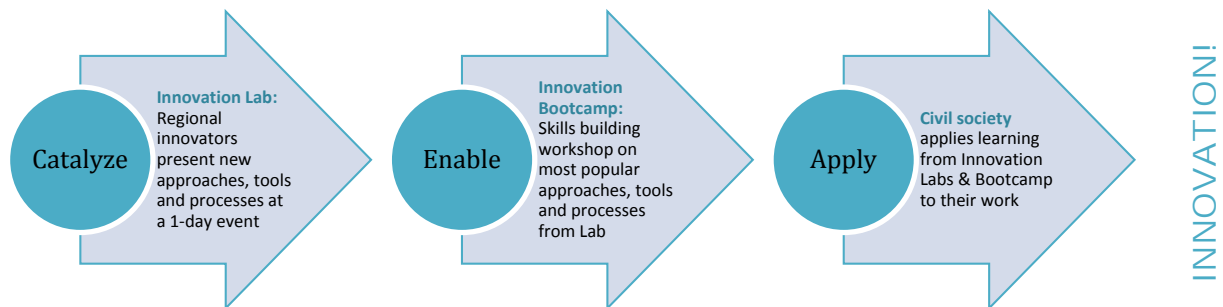 Catalyze
Innovation Lab:
Regional
innovators
present new
approaches, tools
and processes at
a 1-day event
Enable
Innovation
Bootcamp:
Skills building
workshop on
most popular
approaches, tools
and processes
from Lab
Apply
Civil society
applies learning
from Innovation
Labs & Bootcamp
to their work
INNOVATION!